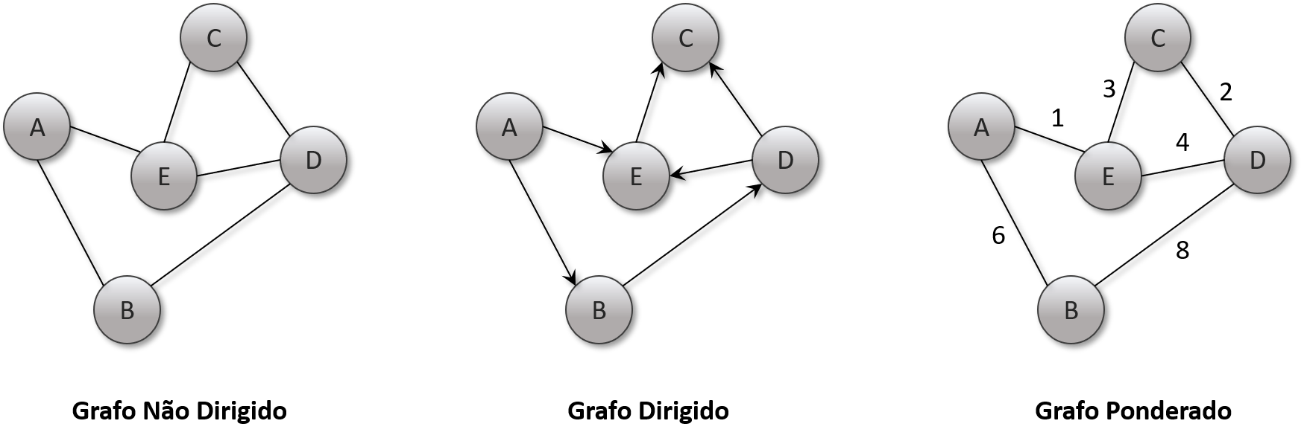 C
A
E
D
B
Grafo Não Dirigido
C
A
E
D
B
Grafo Dirigido
C
3
2
A
1
4
E
D
6
8
B
Grafo Ponderado